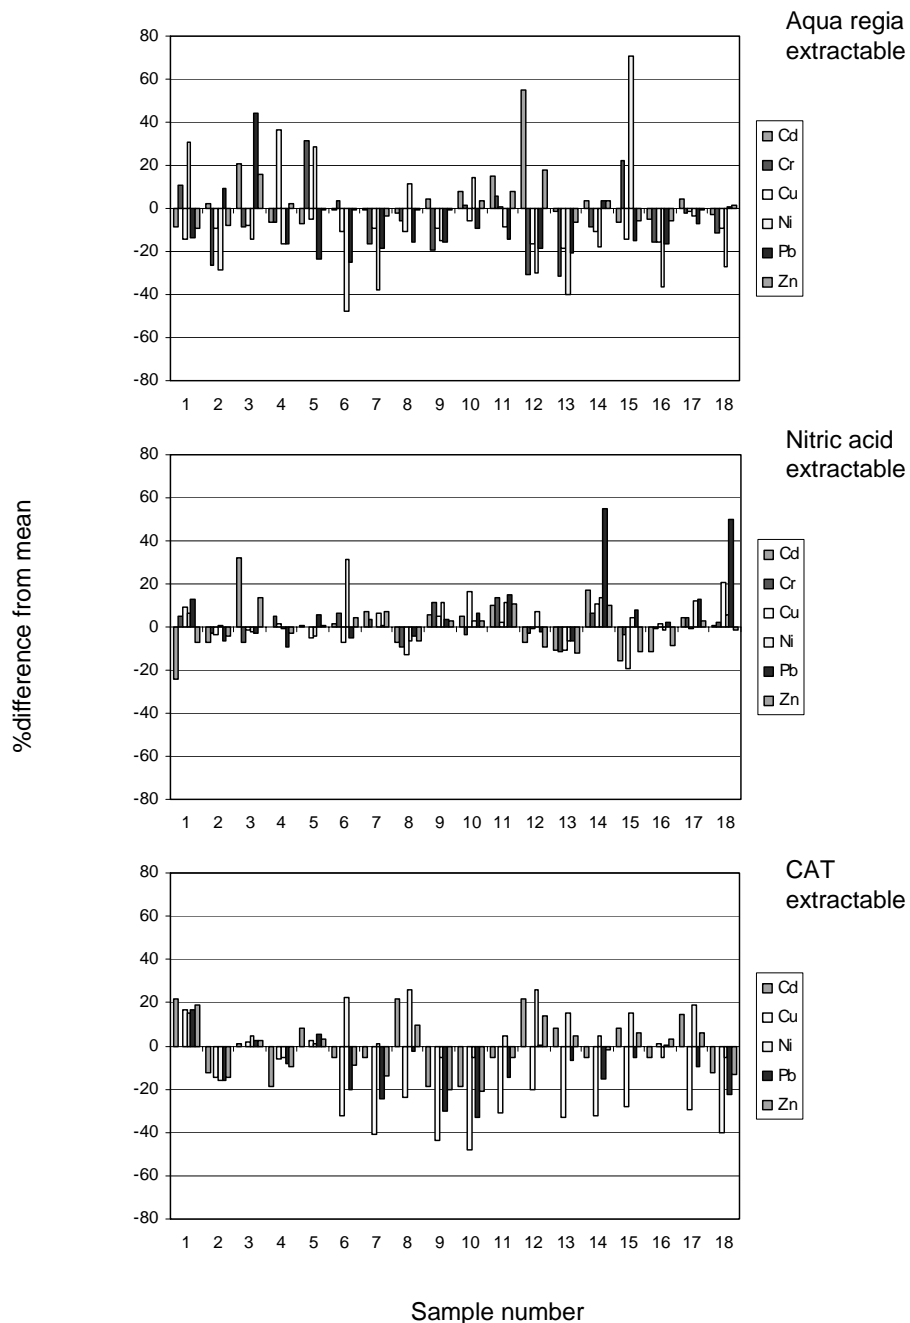 Aqua regia
extractable
80
60
40
20
0
-20
-40
-60
-80
1 2 3 4 5 6 7 8 9 10 11 12 13 14 15 16 17 18
Cd
Cr
Cu
Ni
Pb
Zn
Nitric acid
extractable
%difference from mean
80
60
40
20
0
-20
-40
-60
-80
1 2 3 4 5 6 7 8 9 10 11 12 13 14 15 16 17 18
Cd
Cr
Cu
Ni
Pb
Zn
CAT
extractable
80
60
40
20
0
-20
-40
-60
-80
1 2 3 4 5 6 7 8 9 10 11 12 13 14 15 16 17 18
Cd
Cu
Ni
Pb
Zn
Sample number